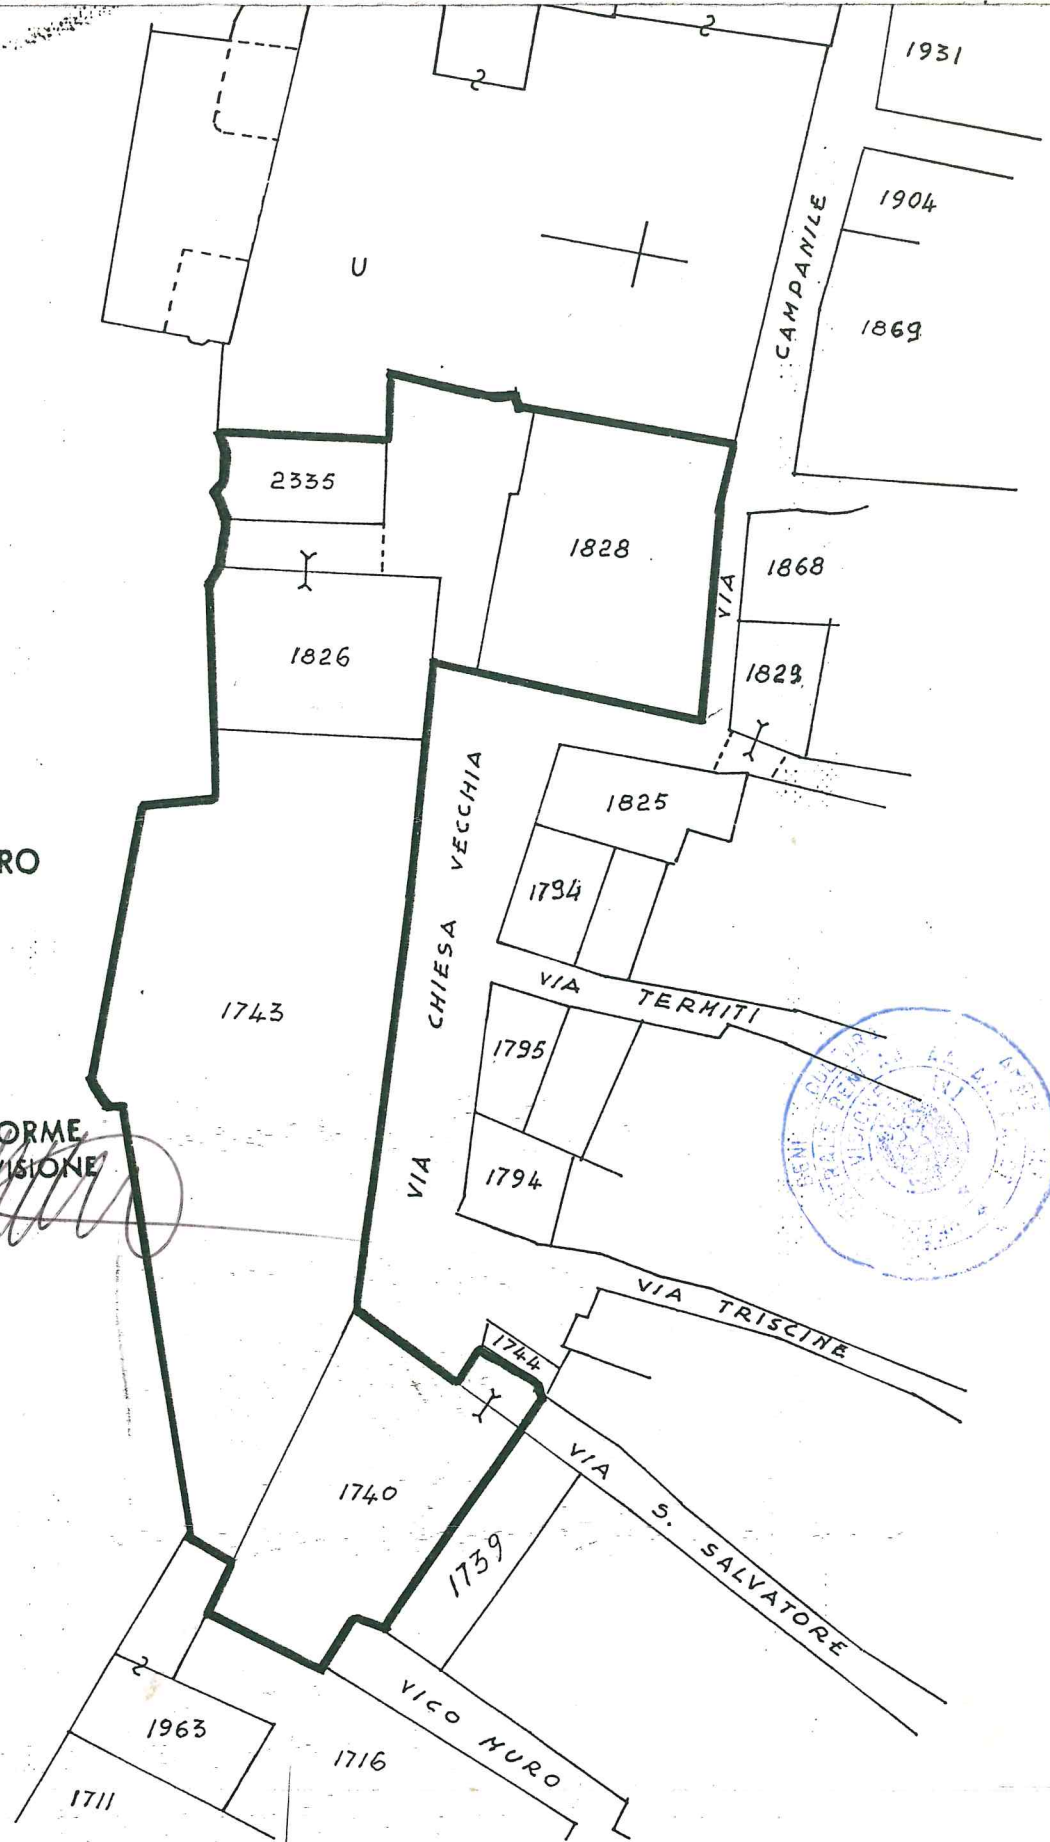 1931
1904
CAMPANILE
U
1869
2335
1828
1868
VIA
1826
1829
VIA CHIESA VECCHIA
1825
RO
1794
1743
VIA TERMITI
1795
ORME
VISIONE
1794
VIA TRISCINE
1744
1740
VIA S. SALVATORE
1739
VICO MURO
1963
1716
1711